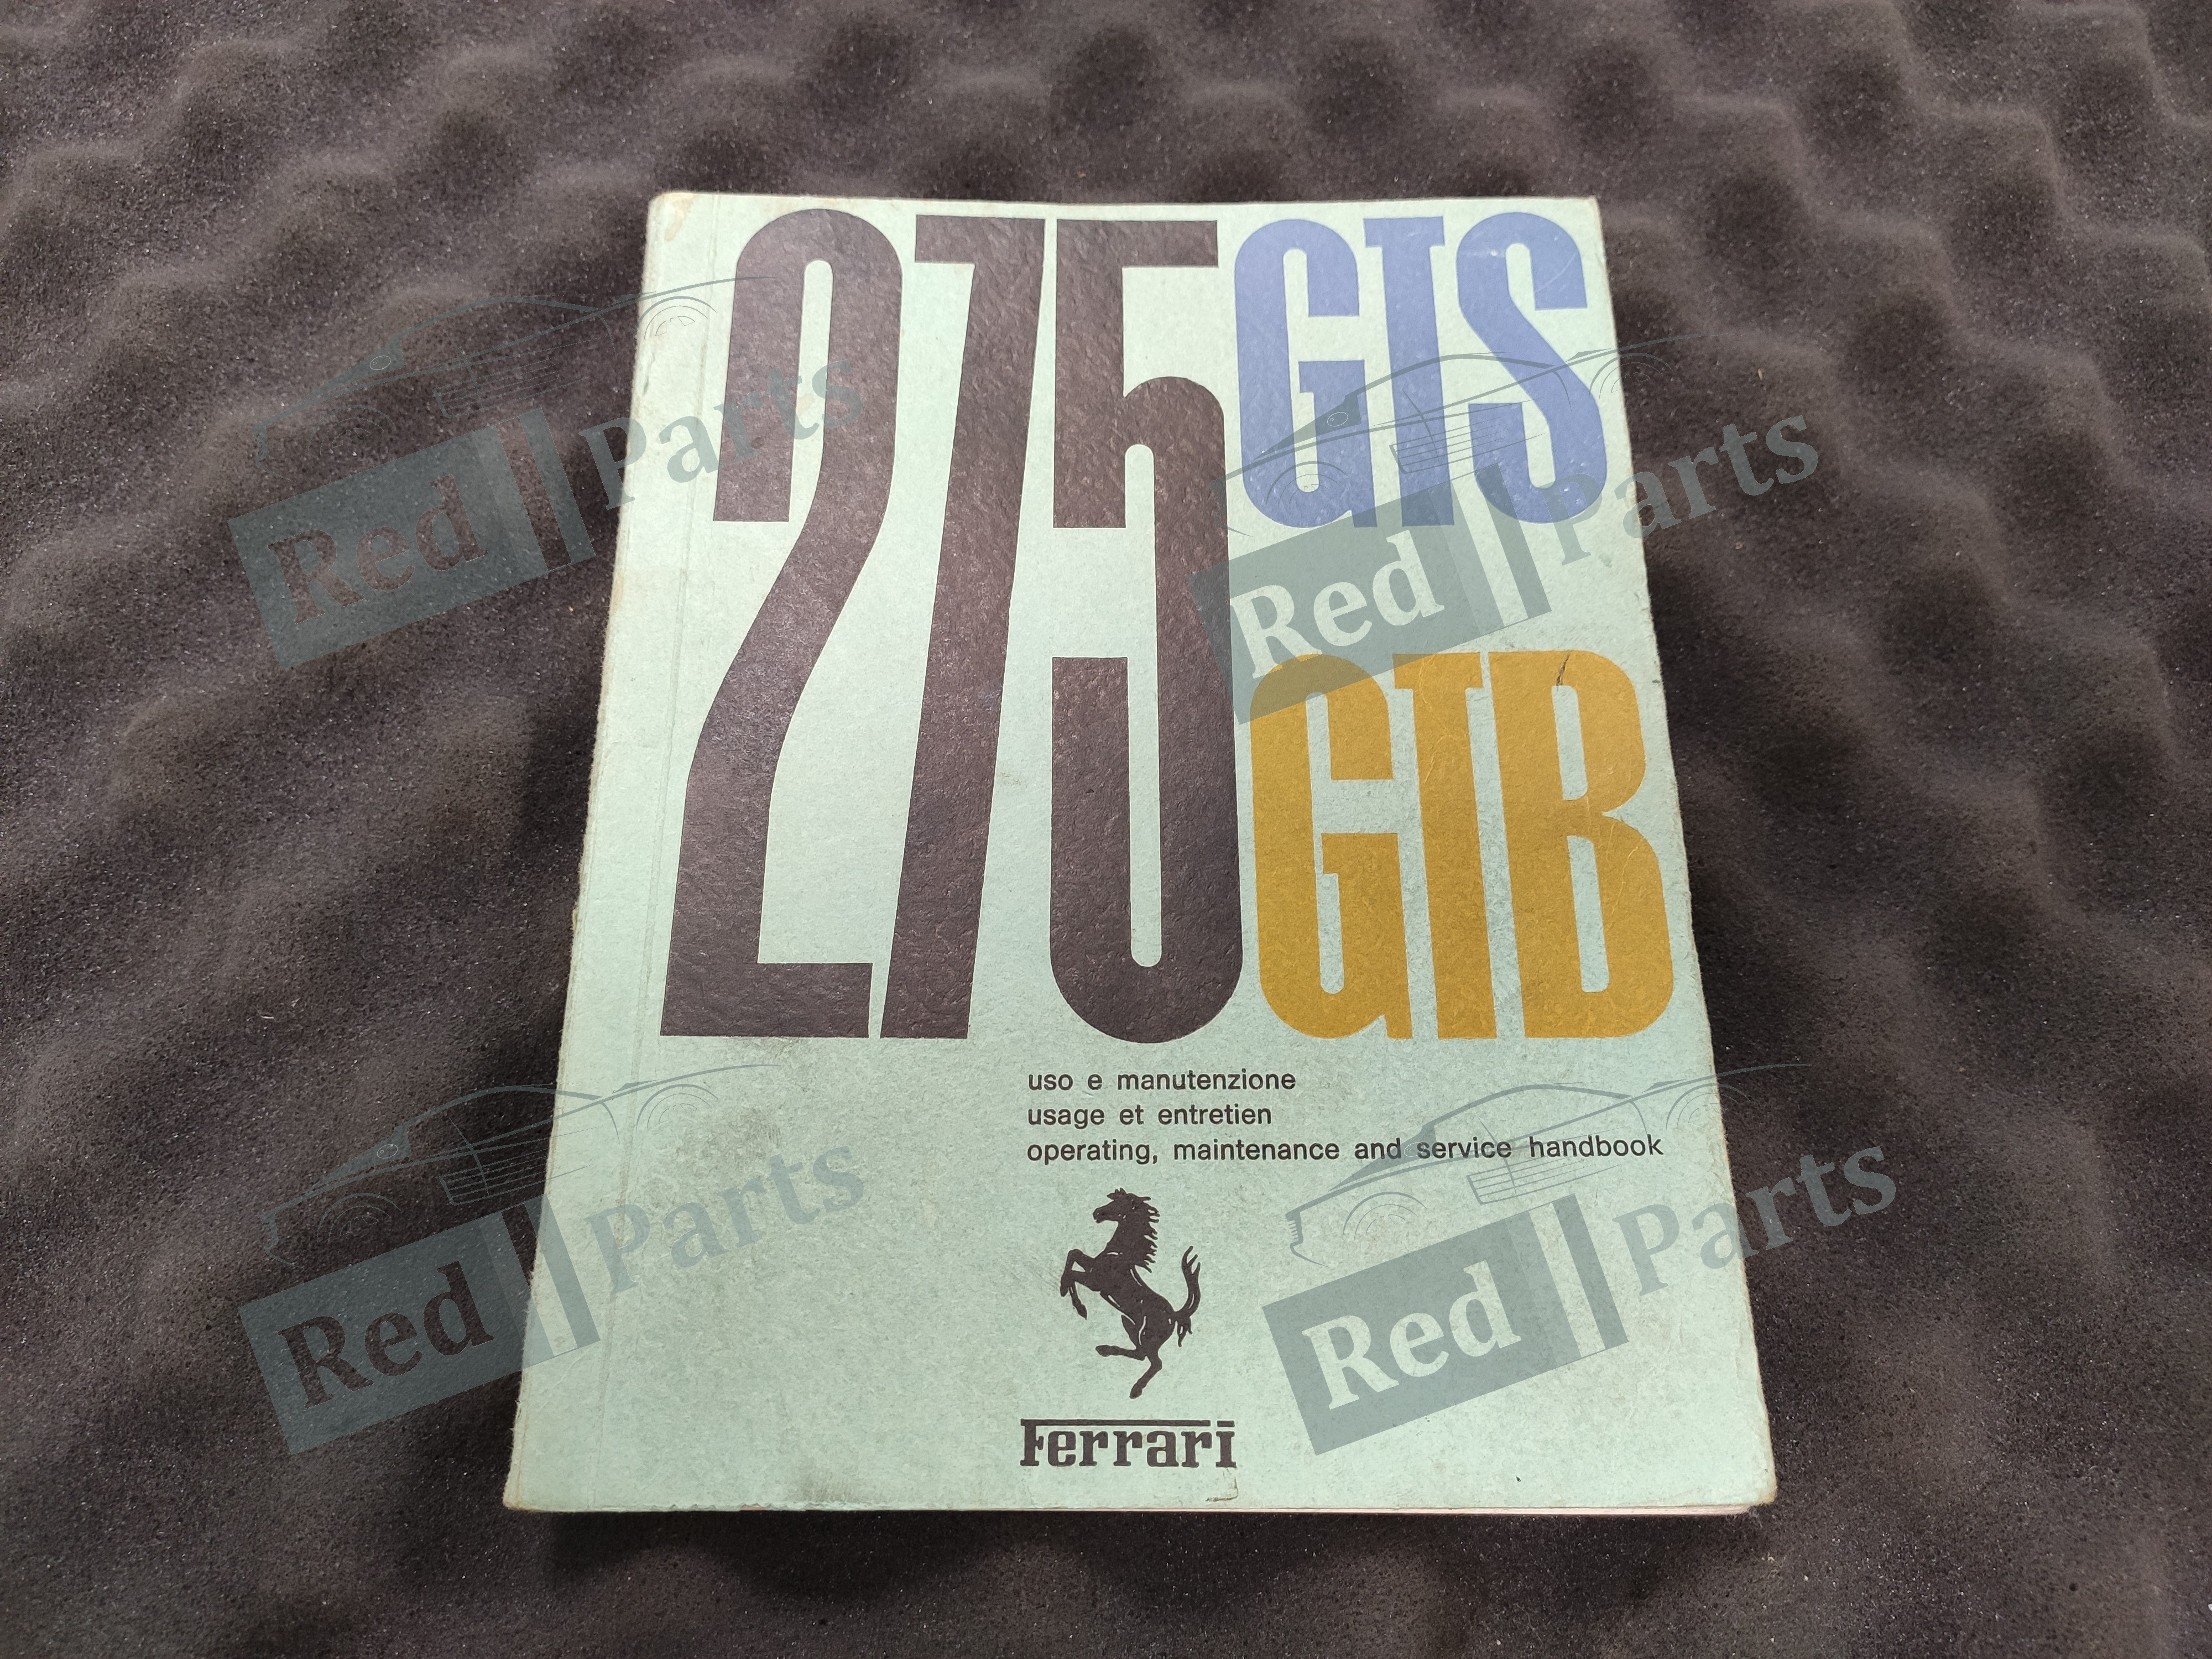 275 GTS
GTB
uso e manutenzione
usage et entretien
operating, maintenance and service handbook
Ferrari
Red Parts
Red Parts
Red Parts
Red Parts